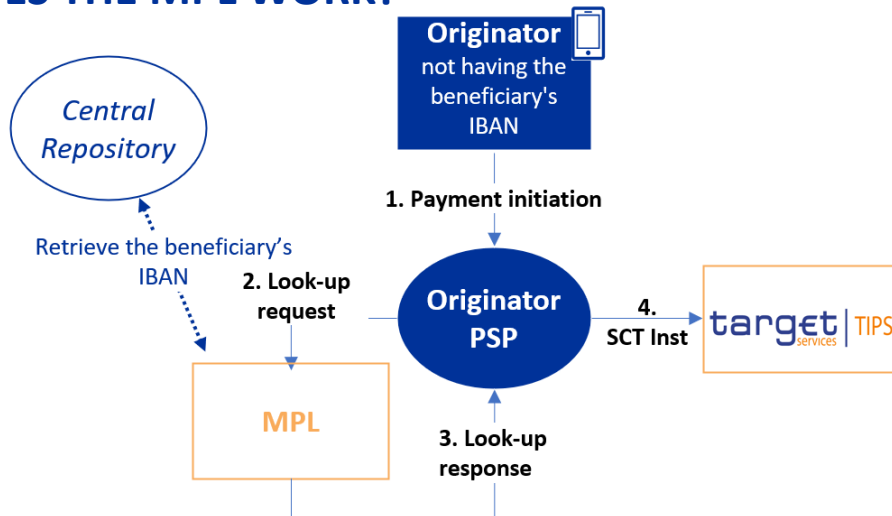 Originator
not having the
beneficiary's
IBAN
Central
Repository
1. Payment initiation
Retrieve the beneficiary's
IBAN
2. Look-up
request
Originator
PSP
4.
SCT Inst
target
services
TIPS
MPL
3. Look-up
response